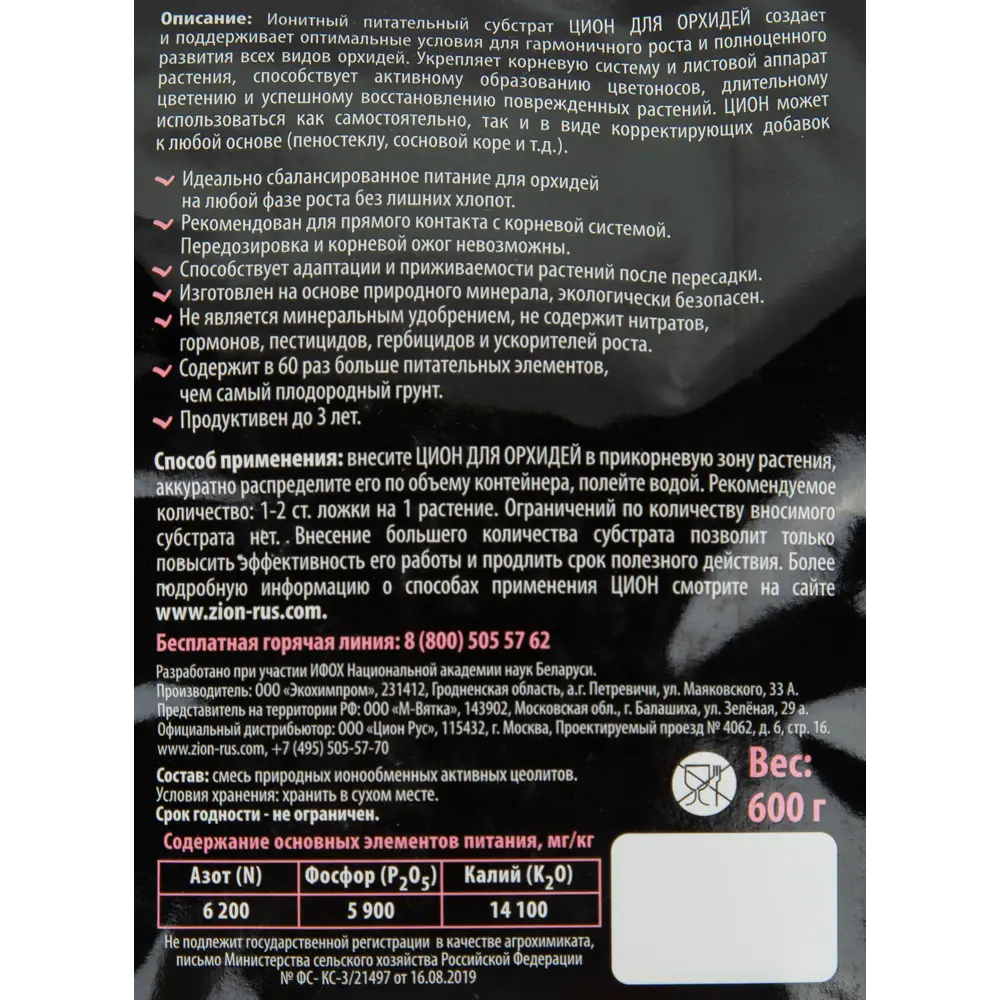 Описание: Ионитный питательный субстрат ЦИОН ДЛЯ ОРХИДЕЙ создает
и поддерживает оптимальные условия для гармоничного роста и полноценного
развития всех видов орхидей. Укрепляет корневую систему и листовой аппарат
растения, способствует активному образованию цветоносов, длительному
цветению и успешному восстановлению поврежденных растений. ЦИОН может
использоваться как самостоятельно, так и в виде корректирующих добавок
к любой основе (пеностеклу, сосновой коре и т.д.).
Идеально сбалансированное питание для орхидей
на любой фазе роста без лишних хлопот.
Рекомендован для прямого контакта с корневой системой.
Передозировка и корневой ожог невозможны.
Способствует адаптации и приживаемости растений после пересадки.
Изготовлен на основе природного минерала, экологически безопасен.
Не является минеральным удобрением, не содержит нитратов,
гормонов, пестицидов, гербицидов и ускорителей роста.
Содержит в 60 раз больше питательных элементов,
чем самый плодородный грунт.
Продуктивен до 3 лет.
Способ применения: внесите ЦИОН ДЛЯ ОРХИДЕЙ в прикорневую зону растения,
аккуратно распределите его по объему контейнера, полейте водой. Рекомендуемое
количество: 1-2 ст. ложки на 1 растение. Ограничений по количеству вносимого
субстрата нет. . Внесение большего количества субстрата позволит только
повысить эффективность его работы и продлить срок полезного действия. Более
подробную информацию о способах применения ЦИОН смотрите на сайте
www.zion-rus.com.
Бесплатная горячая линия: 8 (800) 505 57 62
Разработано при участии ИФОХ Национальной академии наук Беларуси.
Производитель: ООО «Экохимпром», 231412, Гродненская область, а.г. Петревичи, ул. Маяковского, 33 А.
Представитель на территории РФ: ООО «М-Вятка», 143902, Московская обл., г. Балашиха, ул. Зелёная, 29 а.
Официальный дистрибьютор: ООО «Цион Рус», 115432, г. Москва, Проектируемый проезд № 4062, д. 6, стр. 16.
www.zion-rus.com, +7 (495) 505-57-70
Состав: смесь природных ионообменных активных цеолитов.
Условия хранения: хранить в сухом месте.
Срок годности - не ограничен.
Вес:
600 г
Содержание основных элементов питания, мг/кг
Азот (N) Фосфор (P₂O₅) Калий (K₂O)
6 200 5 900 14 100
Не подлежит государственной регистрации в качестве агрохимиката,
письмо Министерства сельского хозяйства Российской Федерации
№ ФС- КС-3/21497 от 16.08.2019